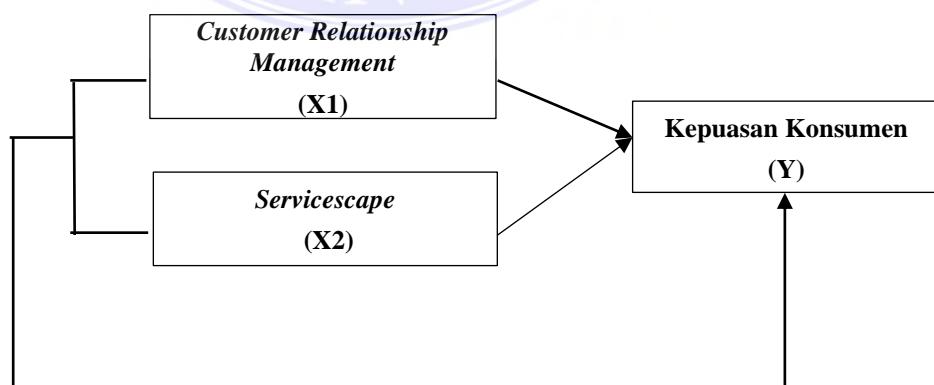 Customer Relationship
Management
(X1)
Kepuasan Konsumen
(Y)
Servicescape
(X2)